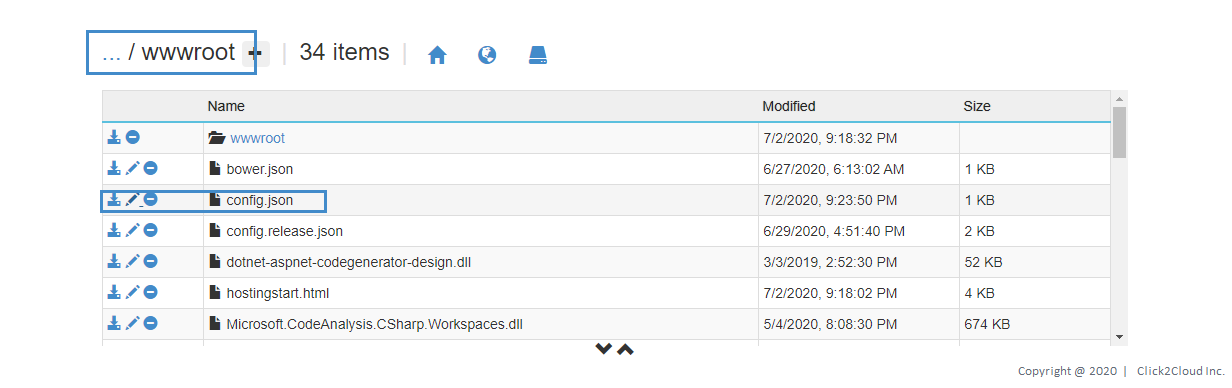 ... / wwwroot + | 34 items |
Name Modified Size
wwwroot 7/2/2020, 9:18:32 PM
bower.json 6/27/2020, 6:13:02 AM 1 KB
config.json 7/2/2020, 9:23:50 PM 1 KB
config.release.json 6/29/2020, 4:51:40 PM 2 KB
dotnet-aspnet-codegenerator-design.dll 3/3/2019, 2:52:30 PM 52 KB
hostingstart.html 7/2/2020, 9:18:02 PM 4 KB
Microsoft.CodeAnalysis.CSharp.Workspaces.dll 5/4/2020, 8:08:30 PM 674 KB
Copyright @ 2020 | Click2Cloud Inc.